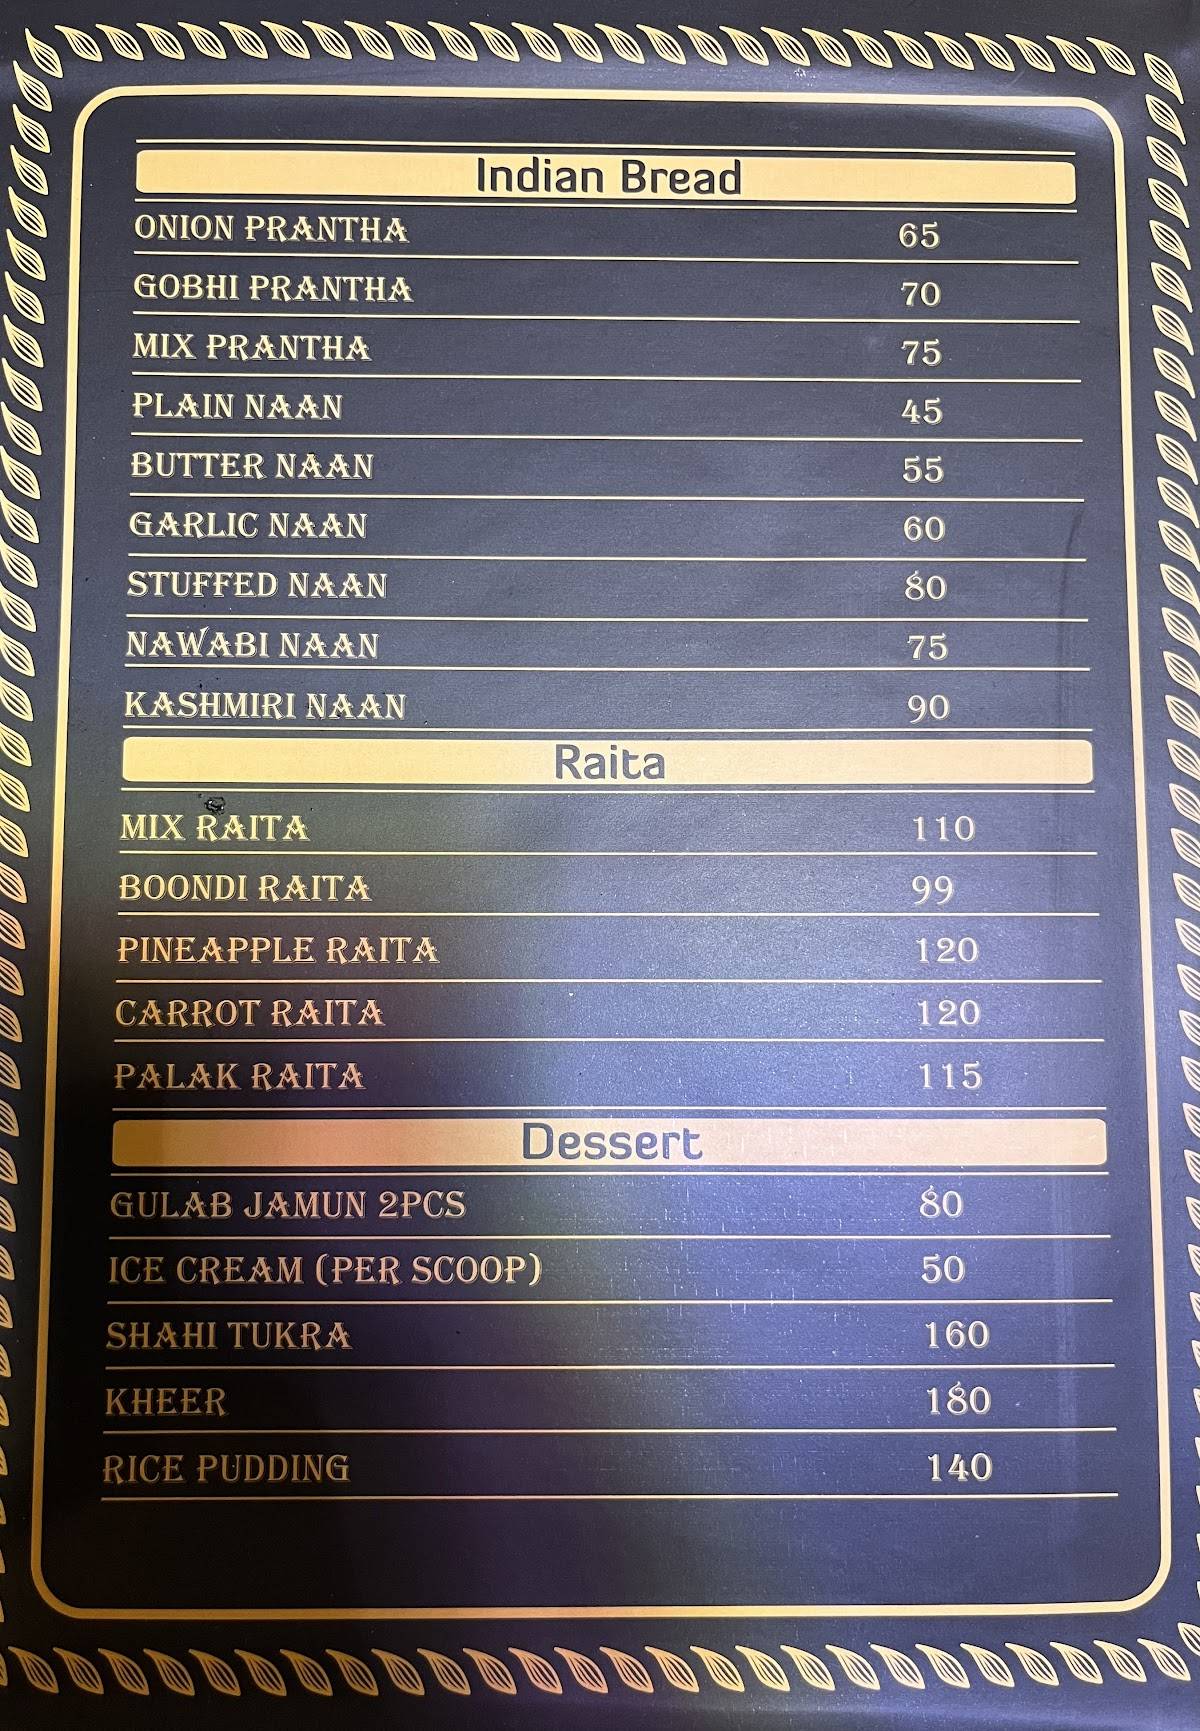 Indian Bread
ONION PRANTHA 65
GOBHI PRANTHA 70
MIX PRANTHA 75
PLAIN NAAN 45
BUTTER NAAN 55
GARLIC NAAN 60
STUFFED NAAN 80
NAWABI NAAN 75
KASHMIRI NAAN 90
Raita
MIX RAITA 110
BOONDI RAITA 99
PINEAPPLE RAITA 120
CARROT RAITA 120
PALAK RAITA 115
Dessert
GULAB JAMUN 2PCS 80
ICE CREAM (PER SCOOP) 50
SHAHI TUKRA 160
KHEER 180
RICE PUDDING 140